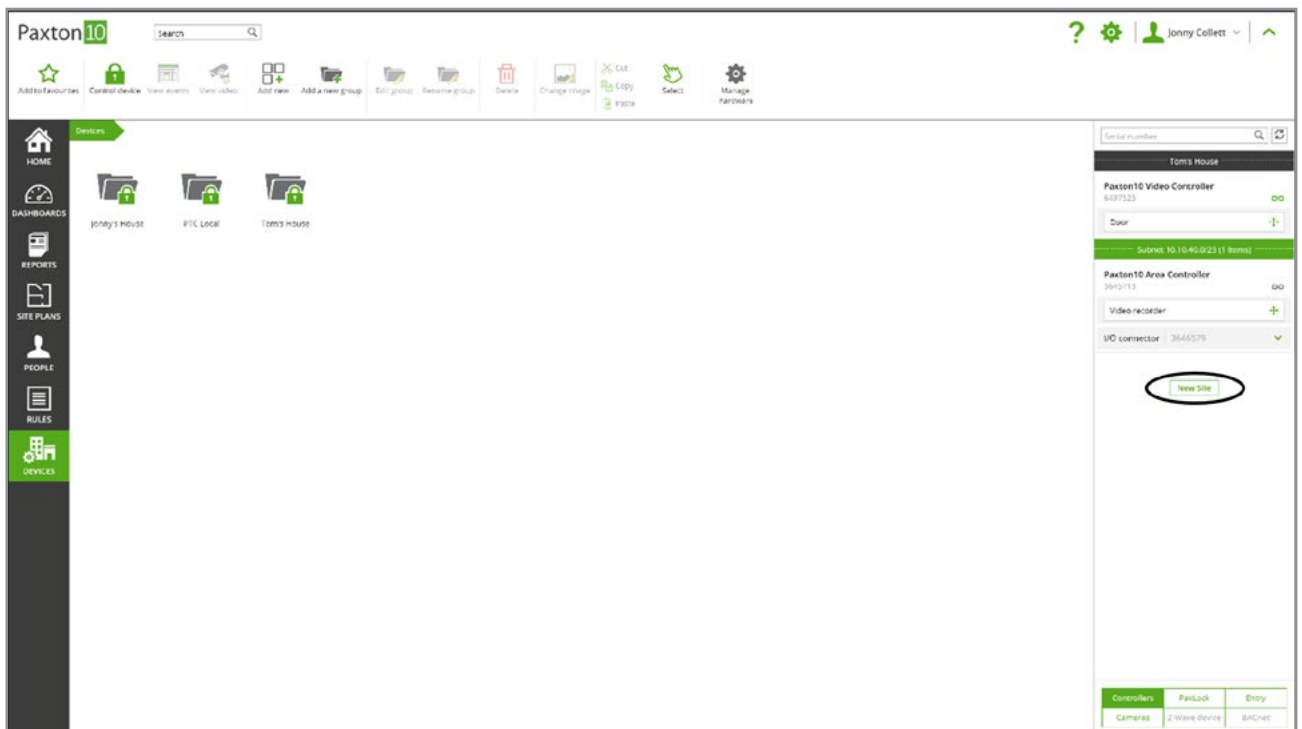 Paxton10
Search
Jonny Collett
Add to favourites
Control device
View events
View video
Add new
Add a new group
Edit group
Rename group
Delete
Change image
Cut
Copy
Paste
Select
Manage hardware
HOME
DASHBOARDS
REPORTS
SITE PLANS
PEOPLE
RULES
DEVICES
Devices
Jonny's House
PTC Local
Tom's House
Serial number
Tom's House
Paxton10 Video Controller
6497523
Door
Subnet 10.10.40.0/23 (1 items)
Paxton10 Area Controller
3645713
Video recorder
I/O connector 3646579
New Site
Controllers
PaxLock
Entry
Cameras
Z-Wave device
BACnet